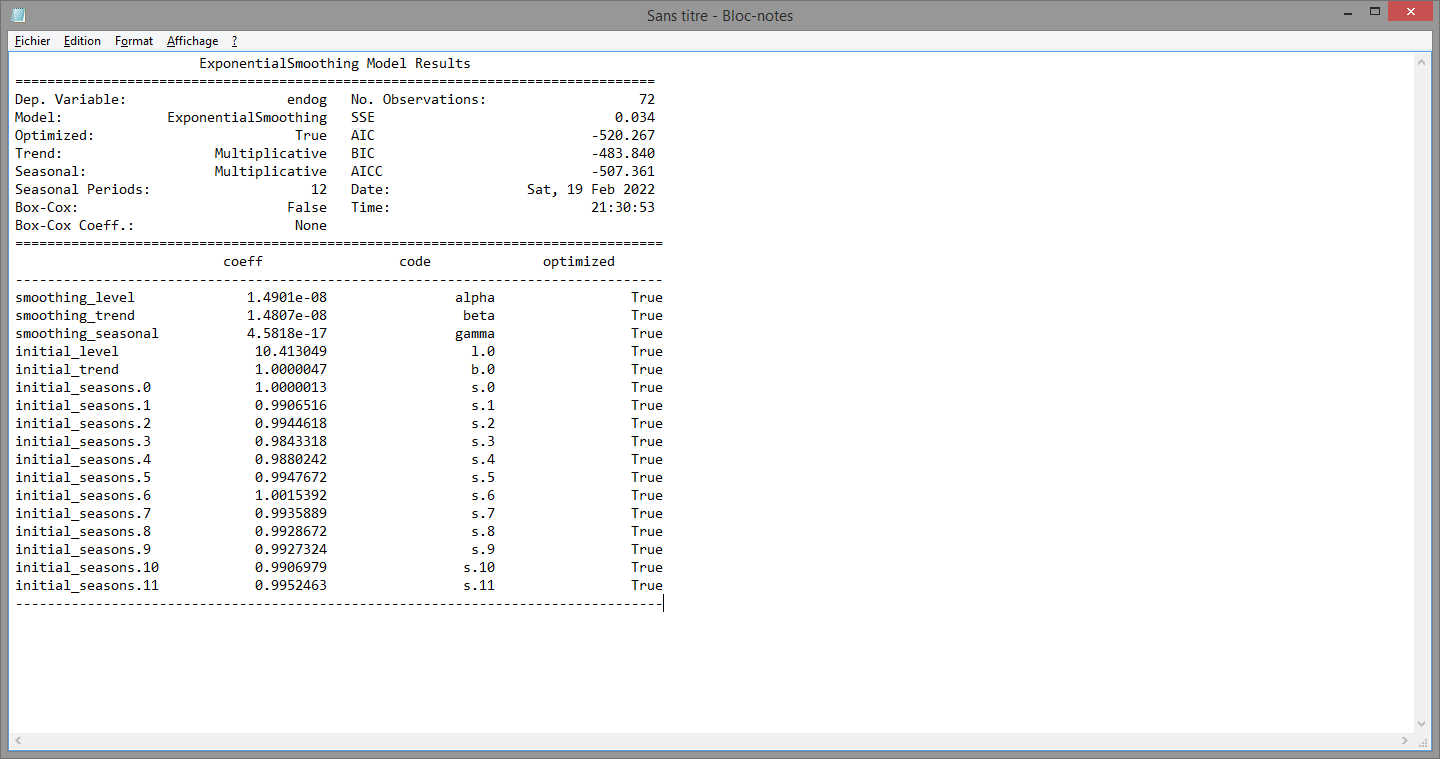 Sans titre - Bloc-notes
Fichier Edition Format Affichage ?
ExponentialSmoothing Model Results
================================================================================
Dep. Variable: endog No. Observations: 72
Model: ExponentialSmoothing SSE 0.034
Optimized: True AIC -520.267
Trend: Multiplicative BIC -483.840
Seasonal: Multiplicative AICC -507.361
Seasonal Periods: 12 Date: Sat, 19 Feb 2022
Box-Cox: False Time: 21:30:53
Box-Cox Coeff.: None
=================================================================================
coeff code optimized
---------------------------------------------------------------------------------
smoothing_level 1.4901e-08 alpha True
smoothing_trend 1.4807e-08 beta True
smoothing_seasonal 4.5818e-17 gamma True
initial_level 10.413049 l.0 True
initial_trend 1.0000047 b.0 True
initial_seasons.0 1.0000013 s.0 True
initial_seasons.1 0.9906516 s.1 True
initial_seasons.2 0.9944618 s.2 True
initial_seasons.3 0.9843318 s.3 True
initial_seasons.4 0.9880242 s.4 True
initial_seasons.5 0.9947672 s.5 True
initial_seasons.6 1.0015392 s.6 True
initial_seasons.7 0.9935889 s.7 True
initial_seasons.8 0.9928672 s.8 True
initial_seasons.9 0.9927324 s.9 True
initial_seasons.10 0.9906979 s.10 True
initial_seasons.11 0.9952463 s.11 True
---------------------------------------------------------------------------------